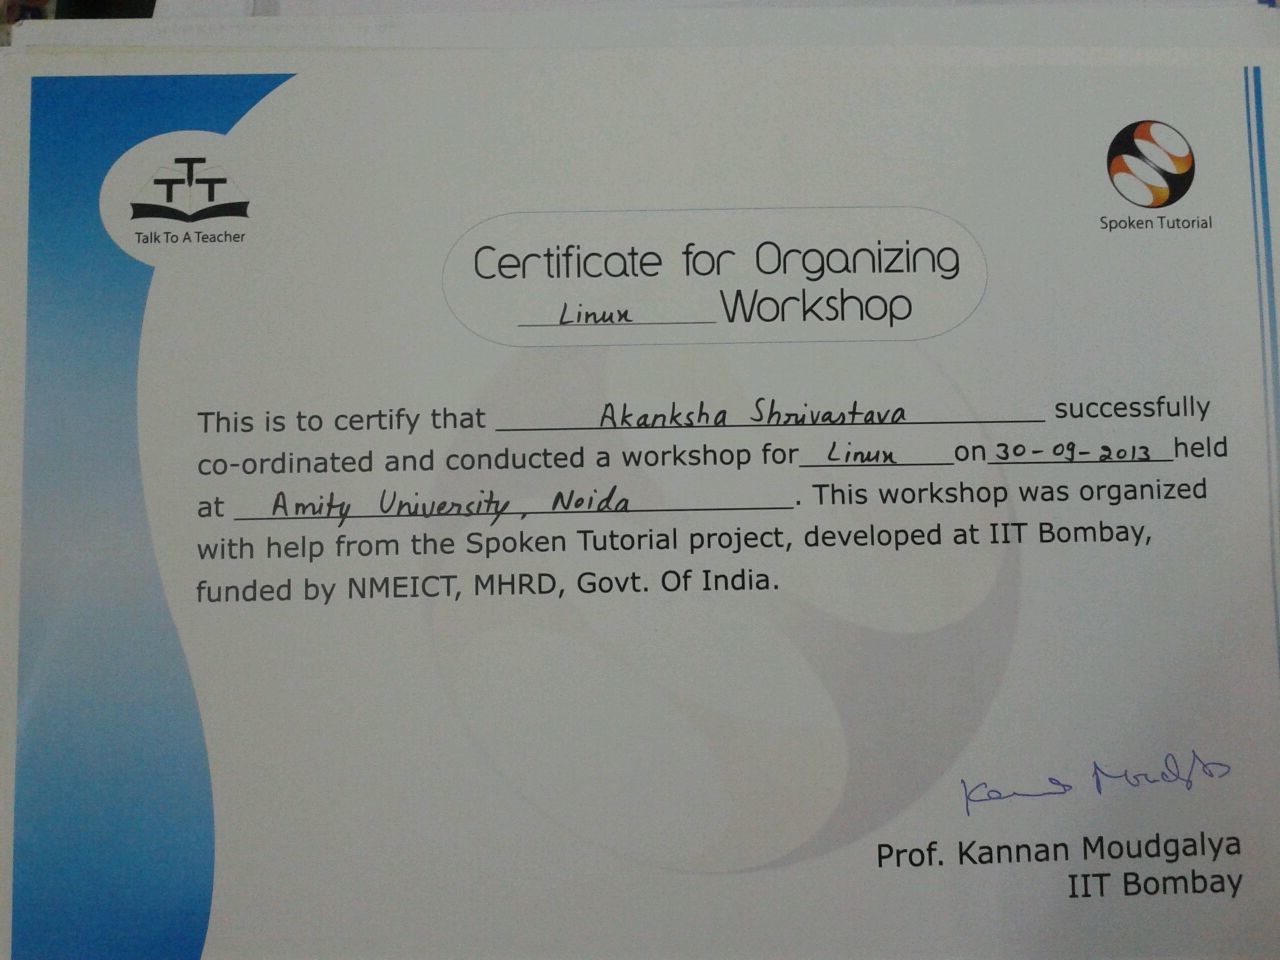 TTT
Talk To A Teacher
Spoken Tutorial
Certificate for Organizing
Linux Workshop
This is to certify that Akanksha Shrivastava successfully
co-ordinated and conducted a workshop for Linux on 30-09-2013 held
at Amity University, Noida. This workshop was organized
with help from the Spoken Tutorial project, developed at IIT Bombay,
funded by NMEICT, MHRD, Govt. Of India.
Prof. Kannan Moudgalya
IIT Bombay